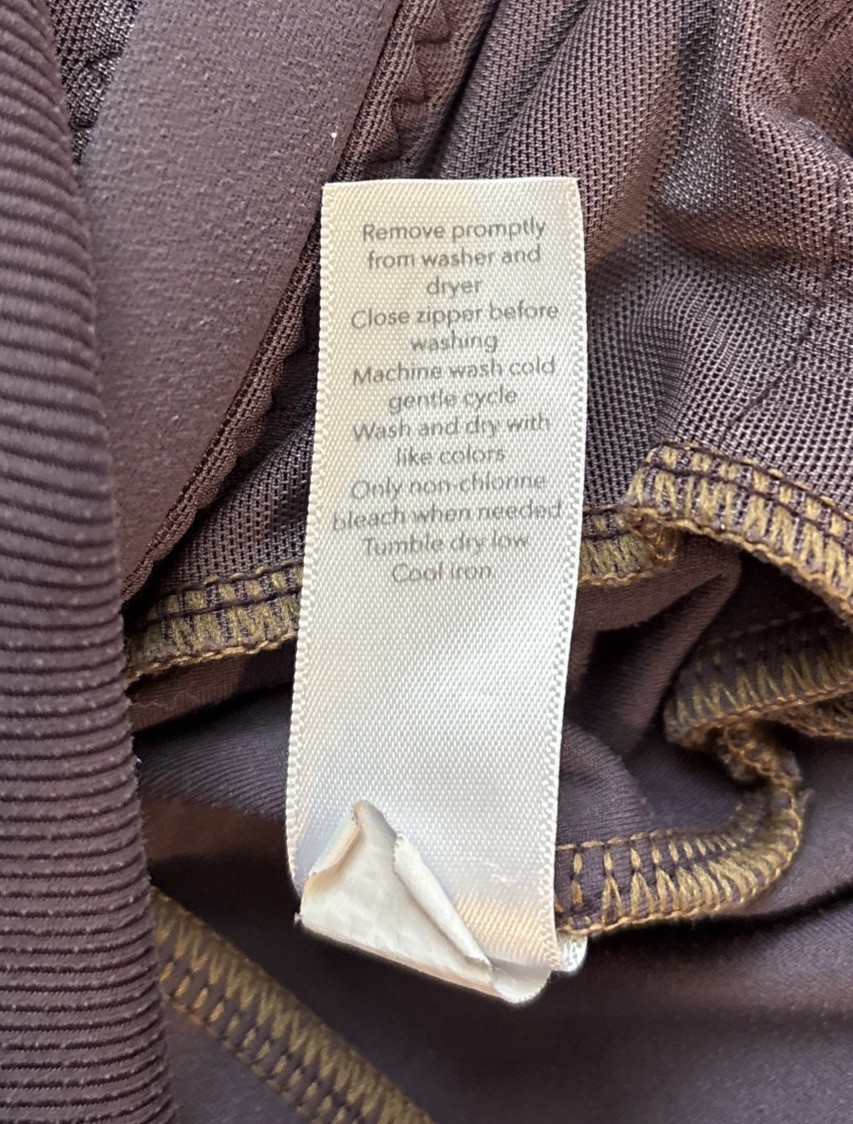 Remove promptly
from washer and
dryer
Close zipper before
washing
Machine wash cold
gentle cycle
Wash and dry with
like colors
Only non-chlorine
bleach when needed
Tumble dry low
Cool iron.